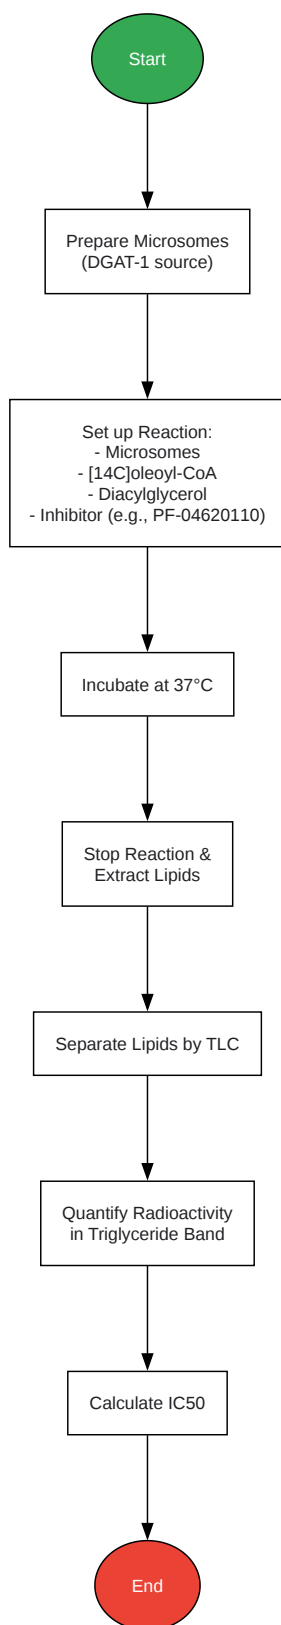 Start
Prepare Microsomes
(DGAT-1 source)
Set up Reaction:
- Microsomes
- [14C]oleoyl-CoA
- Diacylglycerol
- Inhibitor (e.g., PF-04620110)
Incubate at 37°C
Stop Reaction &
Extract Lipids
Separate Lipids by TLC
Quantify Radioactivity
in Triglyceride Band
Calculate IC50
End